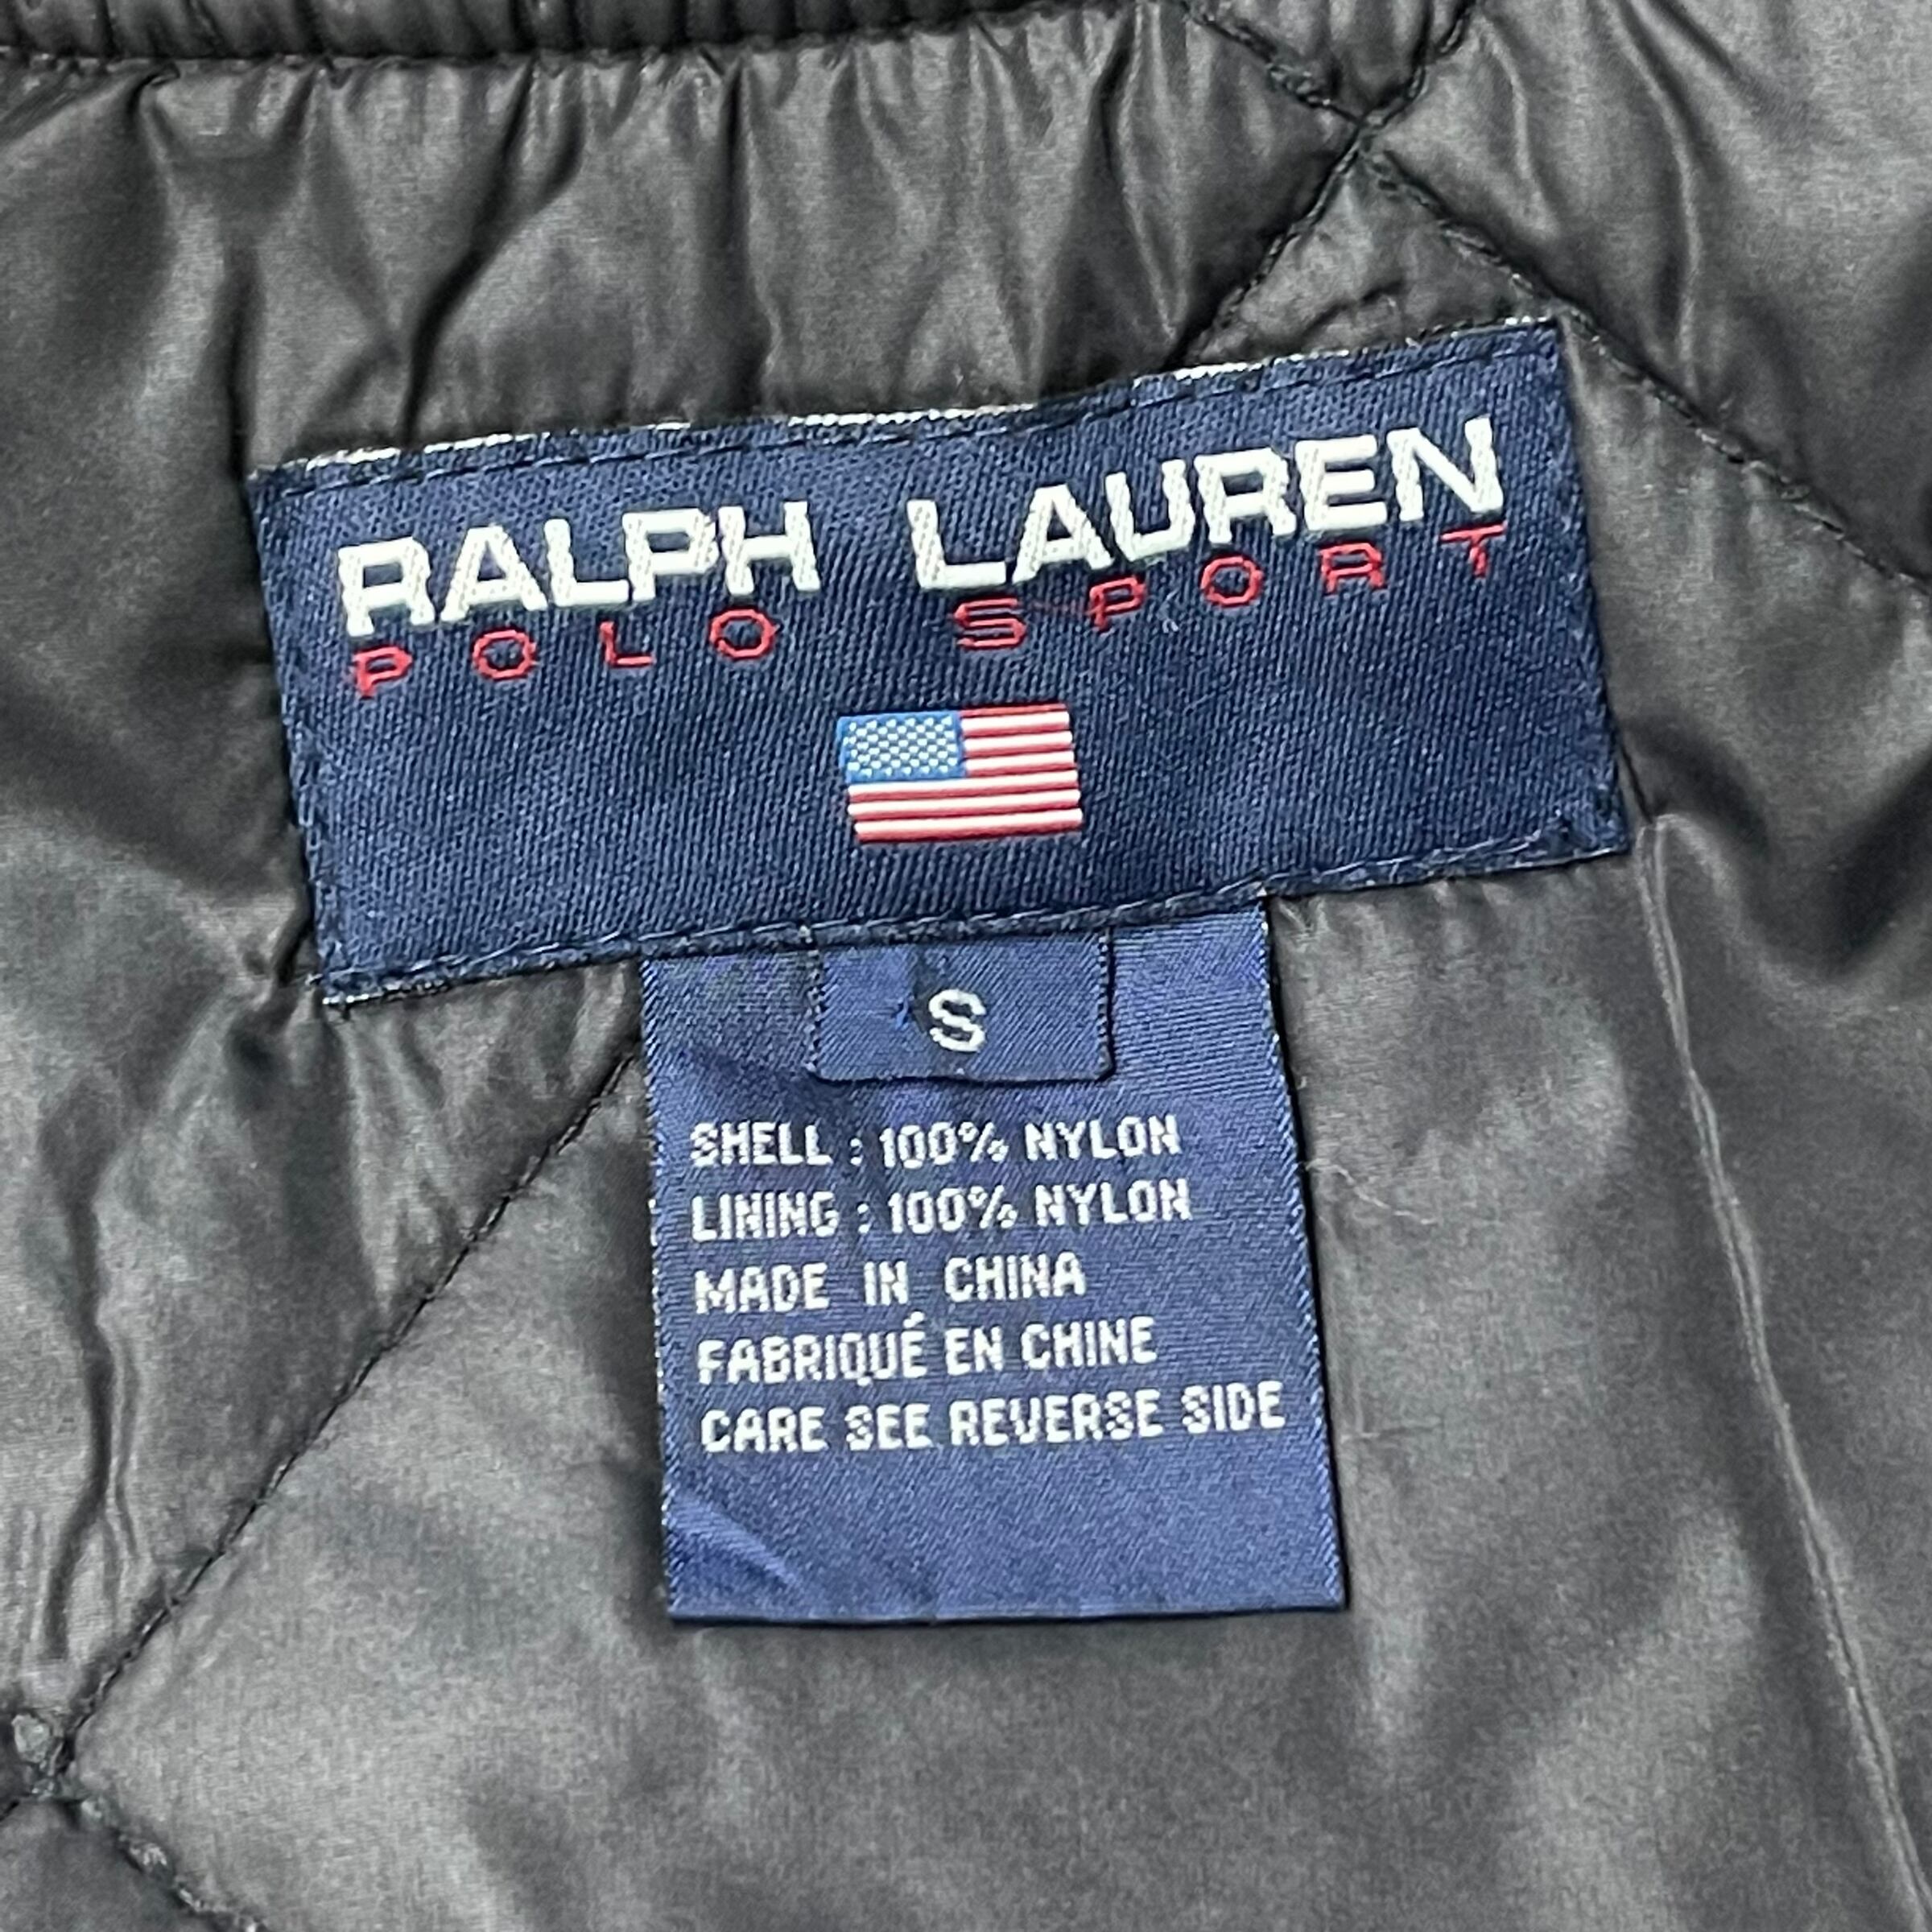 RALPH LAUREN
POLO SPORT
S
SHELL : 100% NYLON
LINING : 100% NYLON
MADE IN CHINA
FABRIQUÉ EN CHINE
CARE SEE REVERSE SIDE